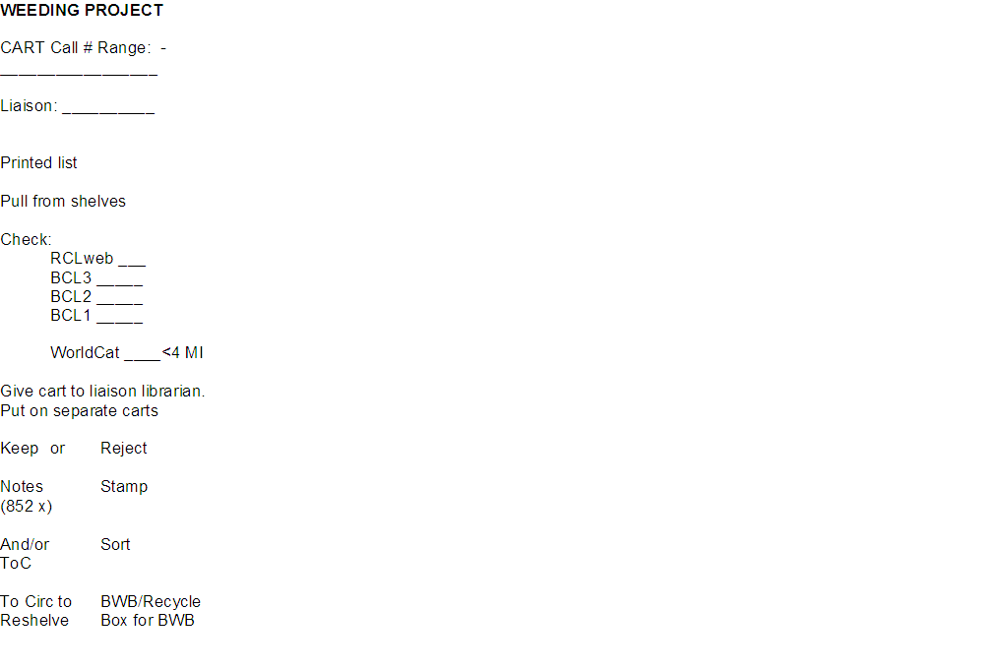 WEEDING PROJECT
CART Call # Range:  -
_________________
Liaison: __________
Printed list
Pull from shelves
Check:
RCLweb ___
BCL3 _____
BCL2 _____
BCL1 _____
WorldCat ____<4 MI
Give cart to liaison librarian.
Put on separate carts
Keep  or  Reject
Notes  Stamp
(852 x)
And/or  Sort
ToC
To Circ to  BWB/Recycle
Reshelve  Box for BWB